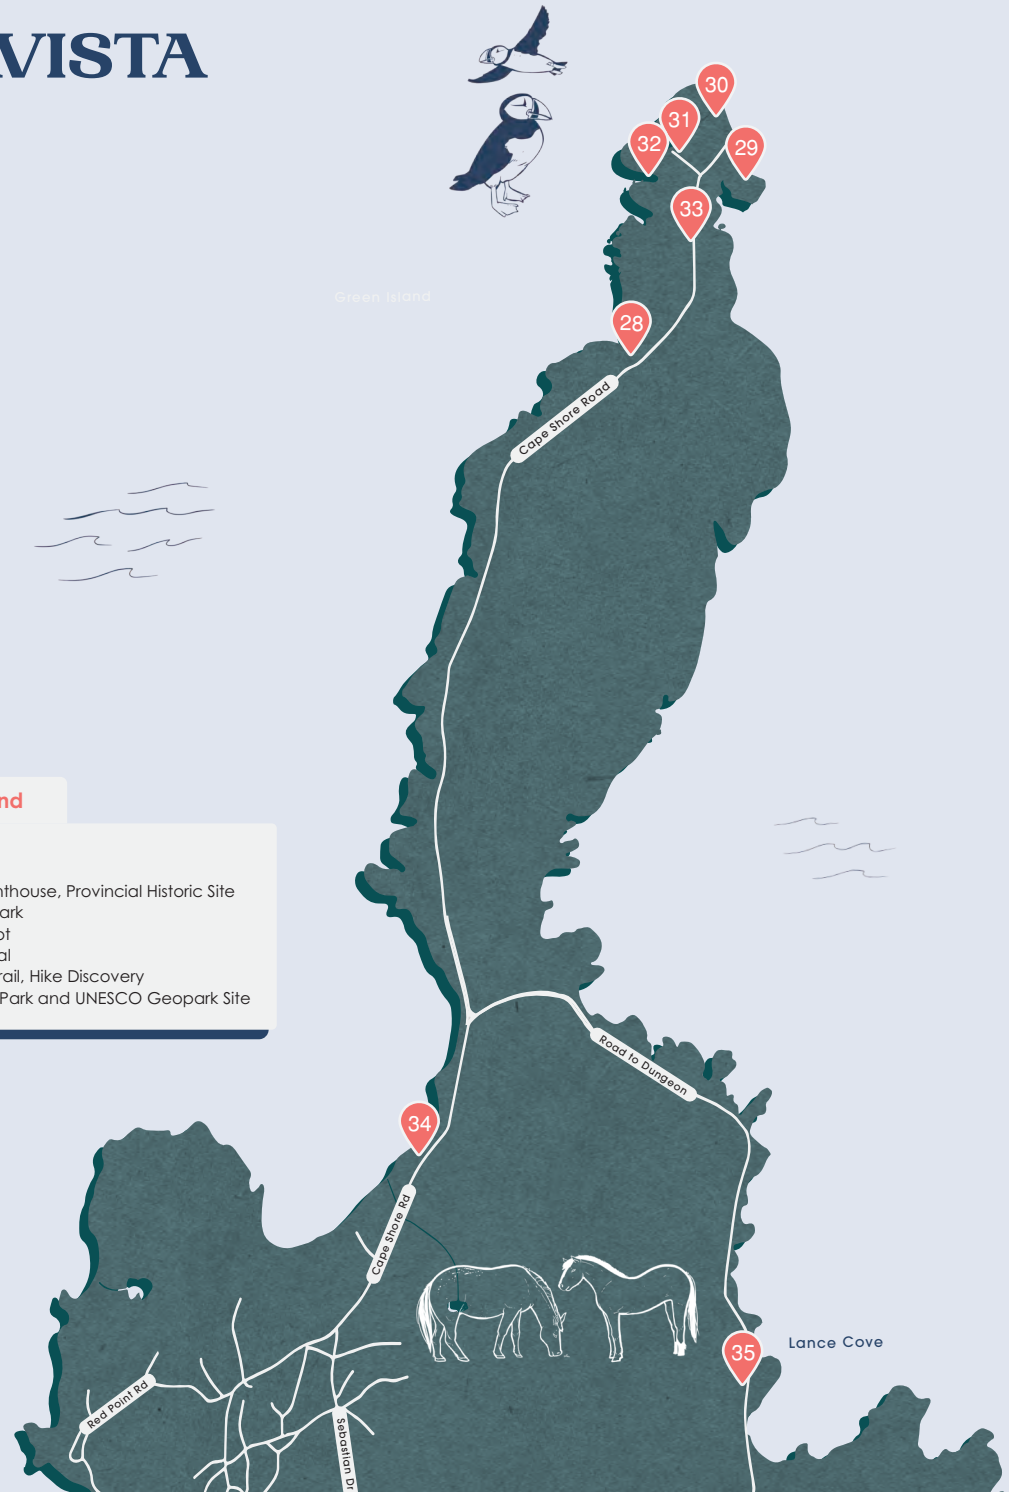 VISTA
30
31
32
29
33
Green Island
28
Cape Shore Road
nd
hthouse, Provincial Historic Site
ark
ot
al
rail, Hike Discovery
Park and UNESCO Geopark Site
Road to Dungeon
34
Cape Shore Rd
Lance Cove
35
Red Point Rd
Sebastian Dr